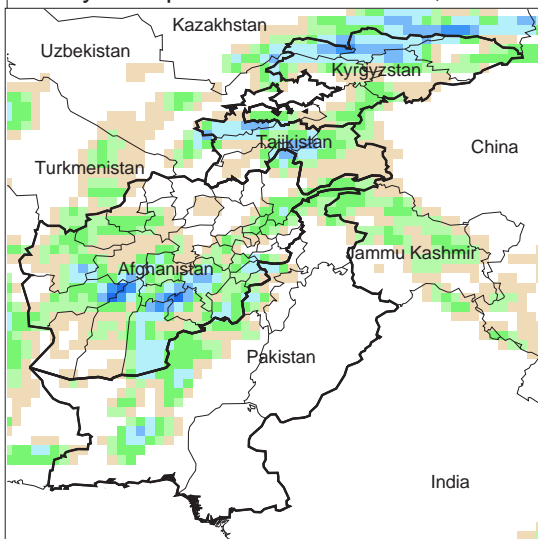 Kazakhstan
Uzbekistan
Kyrgyzstan
Tajikistan
China
Turkmenistan
Jammu Kashmir
Afghanistan
Pakistan
India